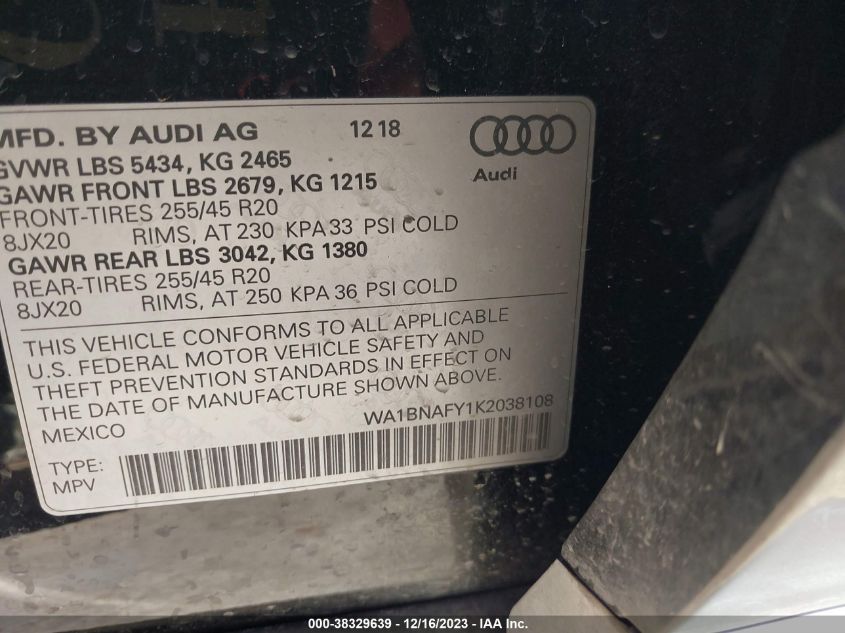 MFD. BY AUDI AG 12 18
Audi
GVWR LBS 5434, KG 2465
GAWR FRONT LBS 2679, KG 1215
FRONT-TIRES 255/45 R20
8JX20 RIMS, AT 230 KPA 33 PSI COLD
GAWR REAR LBS 3042, KG 1380
REAR-TIRES 255/45 R20
8JX20 RIMS, AT 250 KPA 36 PSI COLD
THIS VEHICLE CONFORMS TO ALL APPLICABLE
U.S. FEDERAL MOTOR VEHICLE SAFETY AND
THEFT PREVENTION STANDARDS IN EFFECT ON
THE DATE OF MANUFACTURE SHOWN ABOVE.
MEXICO WA1BNAFY1K2038108
TYPE:
MPV
000-38329639 - 12/16/2023 - IAA Inc.